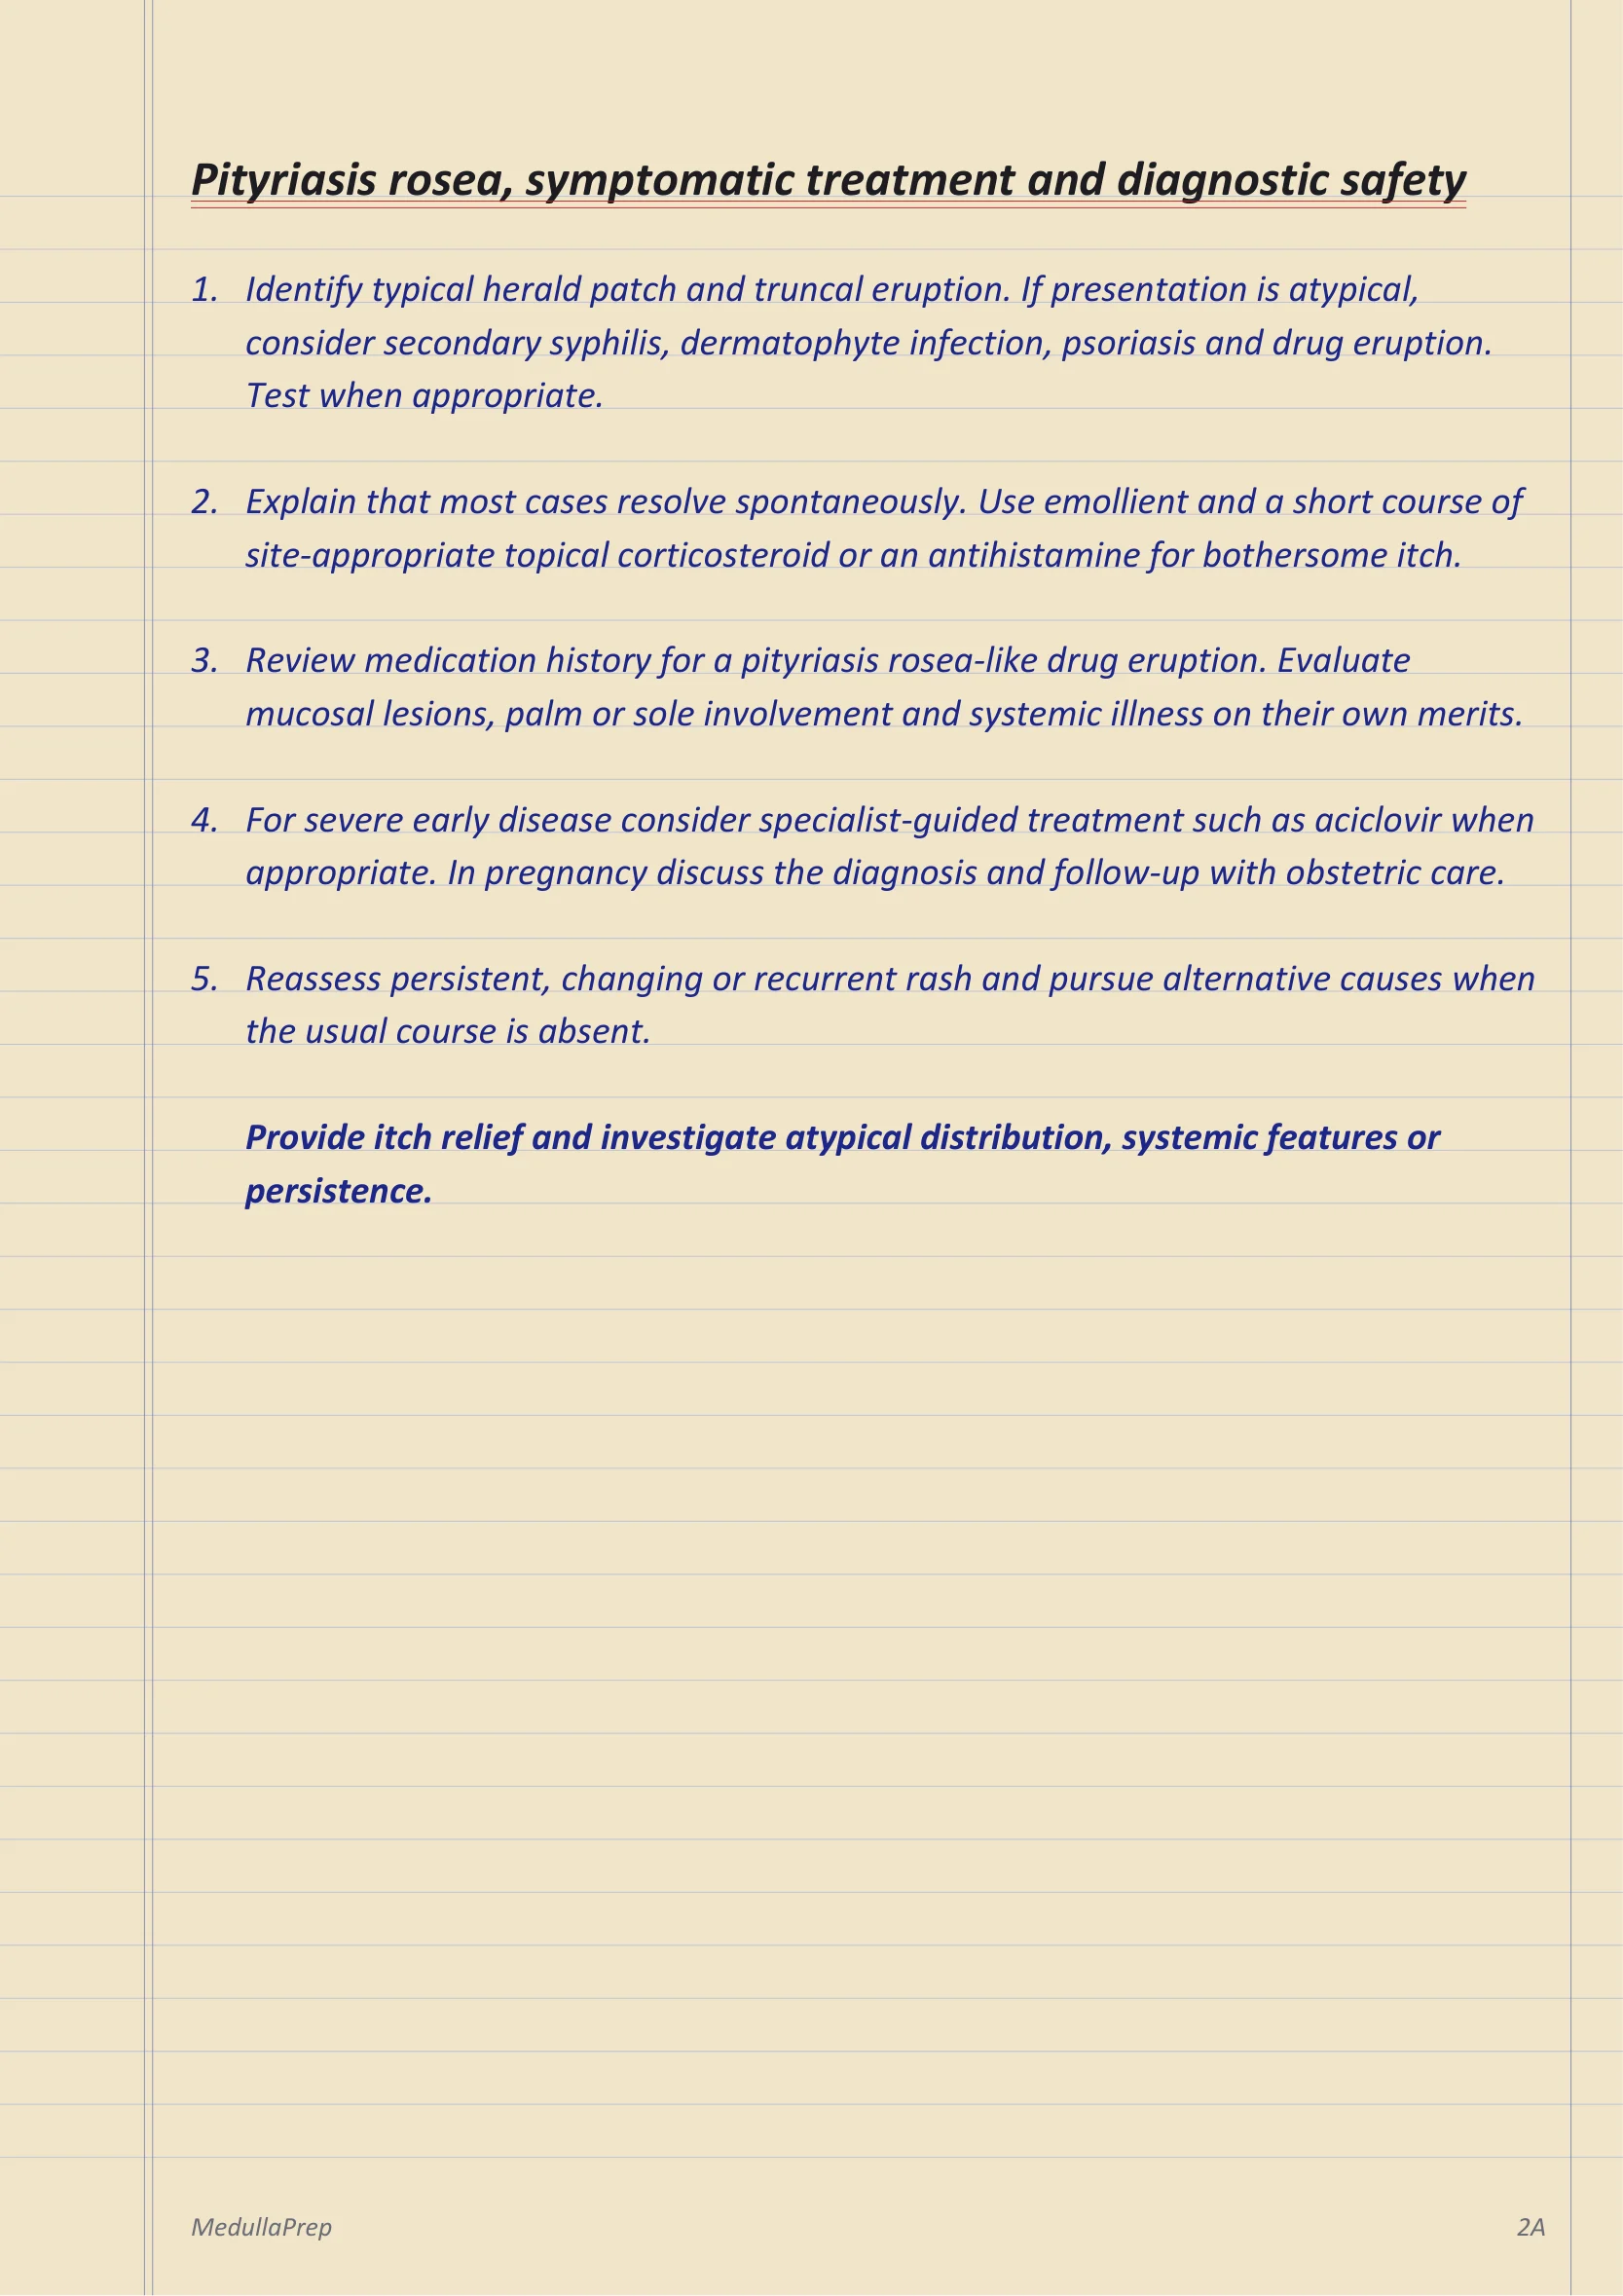 Pityriasis rosea, symptomatic treatment and diagnostic safety
1. Identify typical herald patch and truncal eruption. If presentation is atypical,
consider secondary syphilis, dermatophyte infection, psoriasis and drug eruption.
Test when appropriate.
2. Explain that most cases resolve spontaneously. Use emollient and a short course of
site-appropriate topical corticosteroid or an antihistamine for bothersome itch.
3. Review medication history for a pityriasis rosea-like drug eruption. Evaluate
mucosal lesions, palm or sole involvement and systemic illness on their own merits.
4. For severe early disease consider specialist-guided treatment such as aciclovir when
appropriate. In pregnancy discuss the diagnosis and follow-up with obstetric care.
5. Reassess persistent, changing or recurrent rash and pursue alternative causes when
the usual course is absent.
Provide itch relief and investigate atypical distribution, systemic features or
persistence.
MedullaPrep
2A